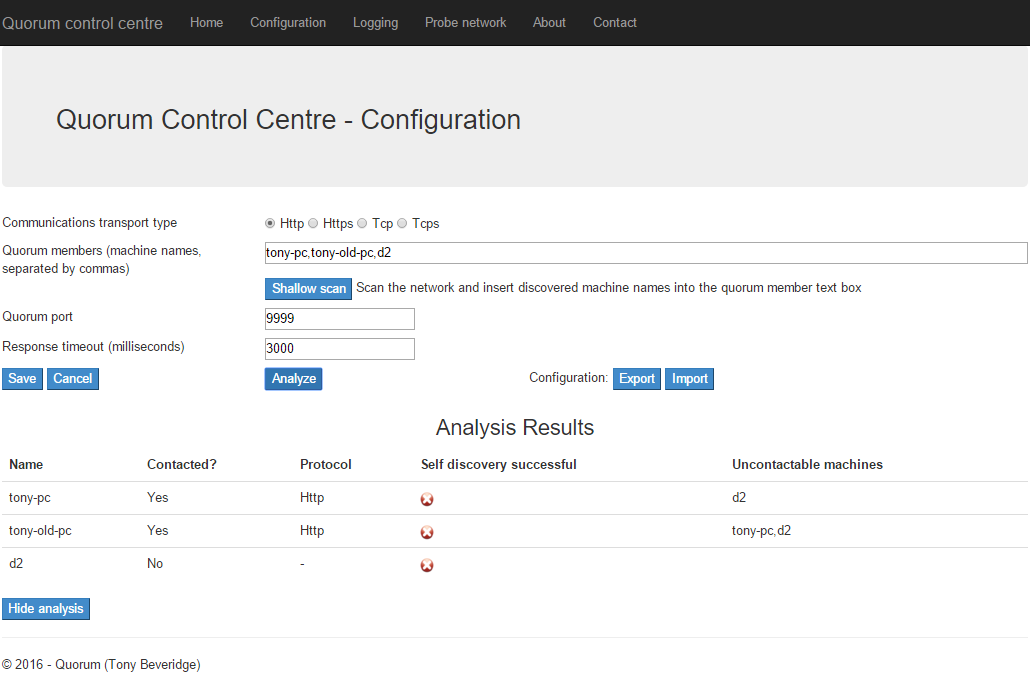 Quorum control centre Home Configuration Logging Probe network About Contact
Quorum Control Centre - Configuration
Communications transport type Http Https Tcp Tcps
Quorum members (machine names, separated by commas) tony-pc,tony-old-pc,d2
Shallow scan Scan the network and insert discovered machine names into the quorum member text box
Quorum port 9999
Response timeout (milliseconds) 3000
Save Cancel Analyze Configuration: Export Import
Analysis Results
Name Contacted? Protocol Self discovery successful Uncontactable machines
tony-pc Yes Http d2
tony-old-pc Yes Http tony-pc,d2
d2 No -
Hide analysis
© 2016 - Quorum (Tony Beveridge)